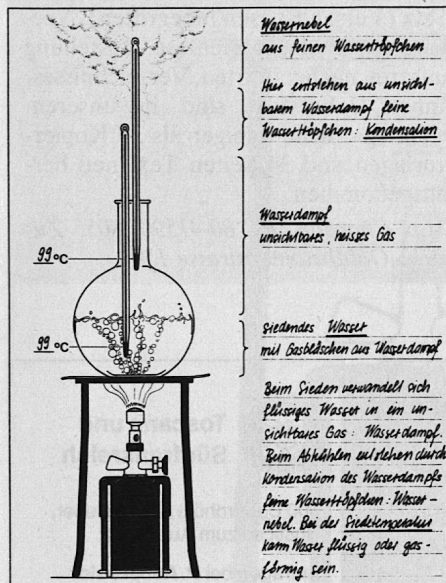 Wassernebel
aus feinen Wassertröpfchen
Hier entstehen aus unsicht-
barem Wasserdampf feine
Wassertröpfchen: Kondensation
Wasserdampf
unsichtbares, heisses Gas
99 °C
99 °C
siedendes Wasser
mit Gasbläschen aus Wasserdampf
Beim Sieden verwandelt sich
flüssiges Wasser in ein un-
sichtbares Gas: Wasserdampf.
Beim Abkühlen entstehen durch
Kondensation des Wasserdampfs
feine Wassertröpfchen: Wasser-
nebel. Bei der Siedetemperatur
kann Wasser flüssig oder gas-
förmig sein.